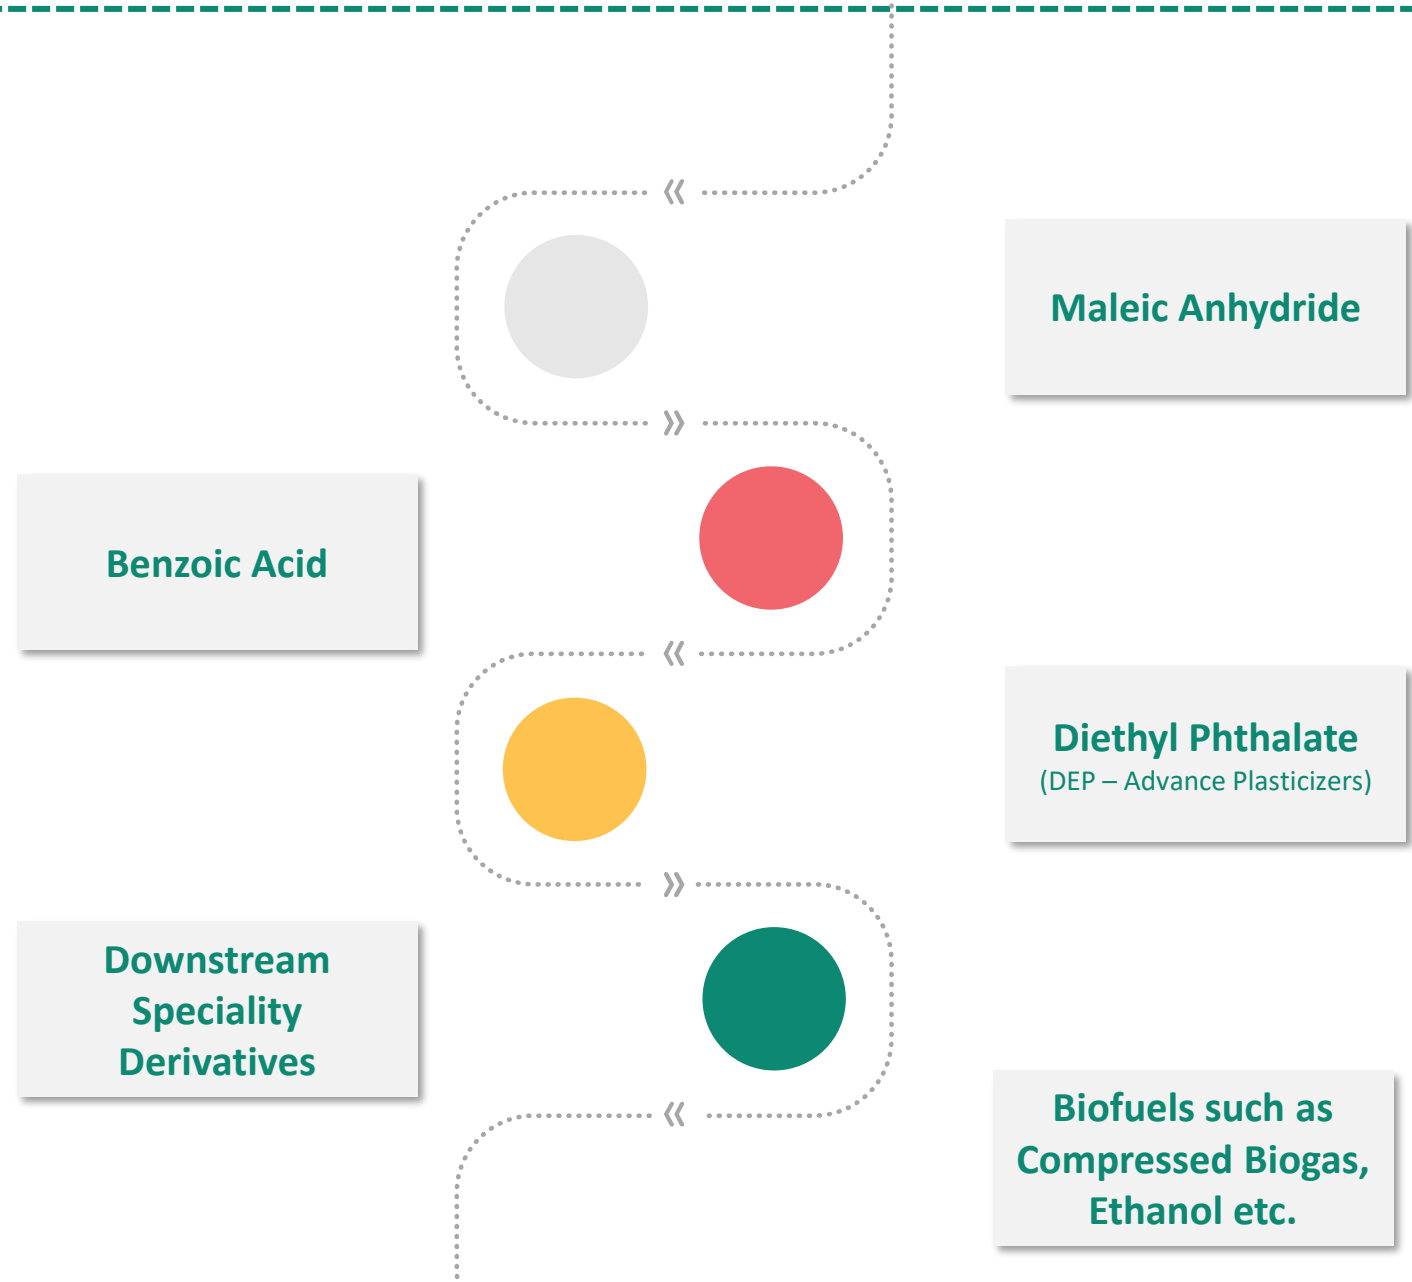 Maleic Anhydride
Benzoic Acid
Diethyl Phthalate
(DEP – Advance Plasticizers)
Downstream
Speciality
Derivatives
Biofuels such as
Compressed Biogas,
Ethanol etc.